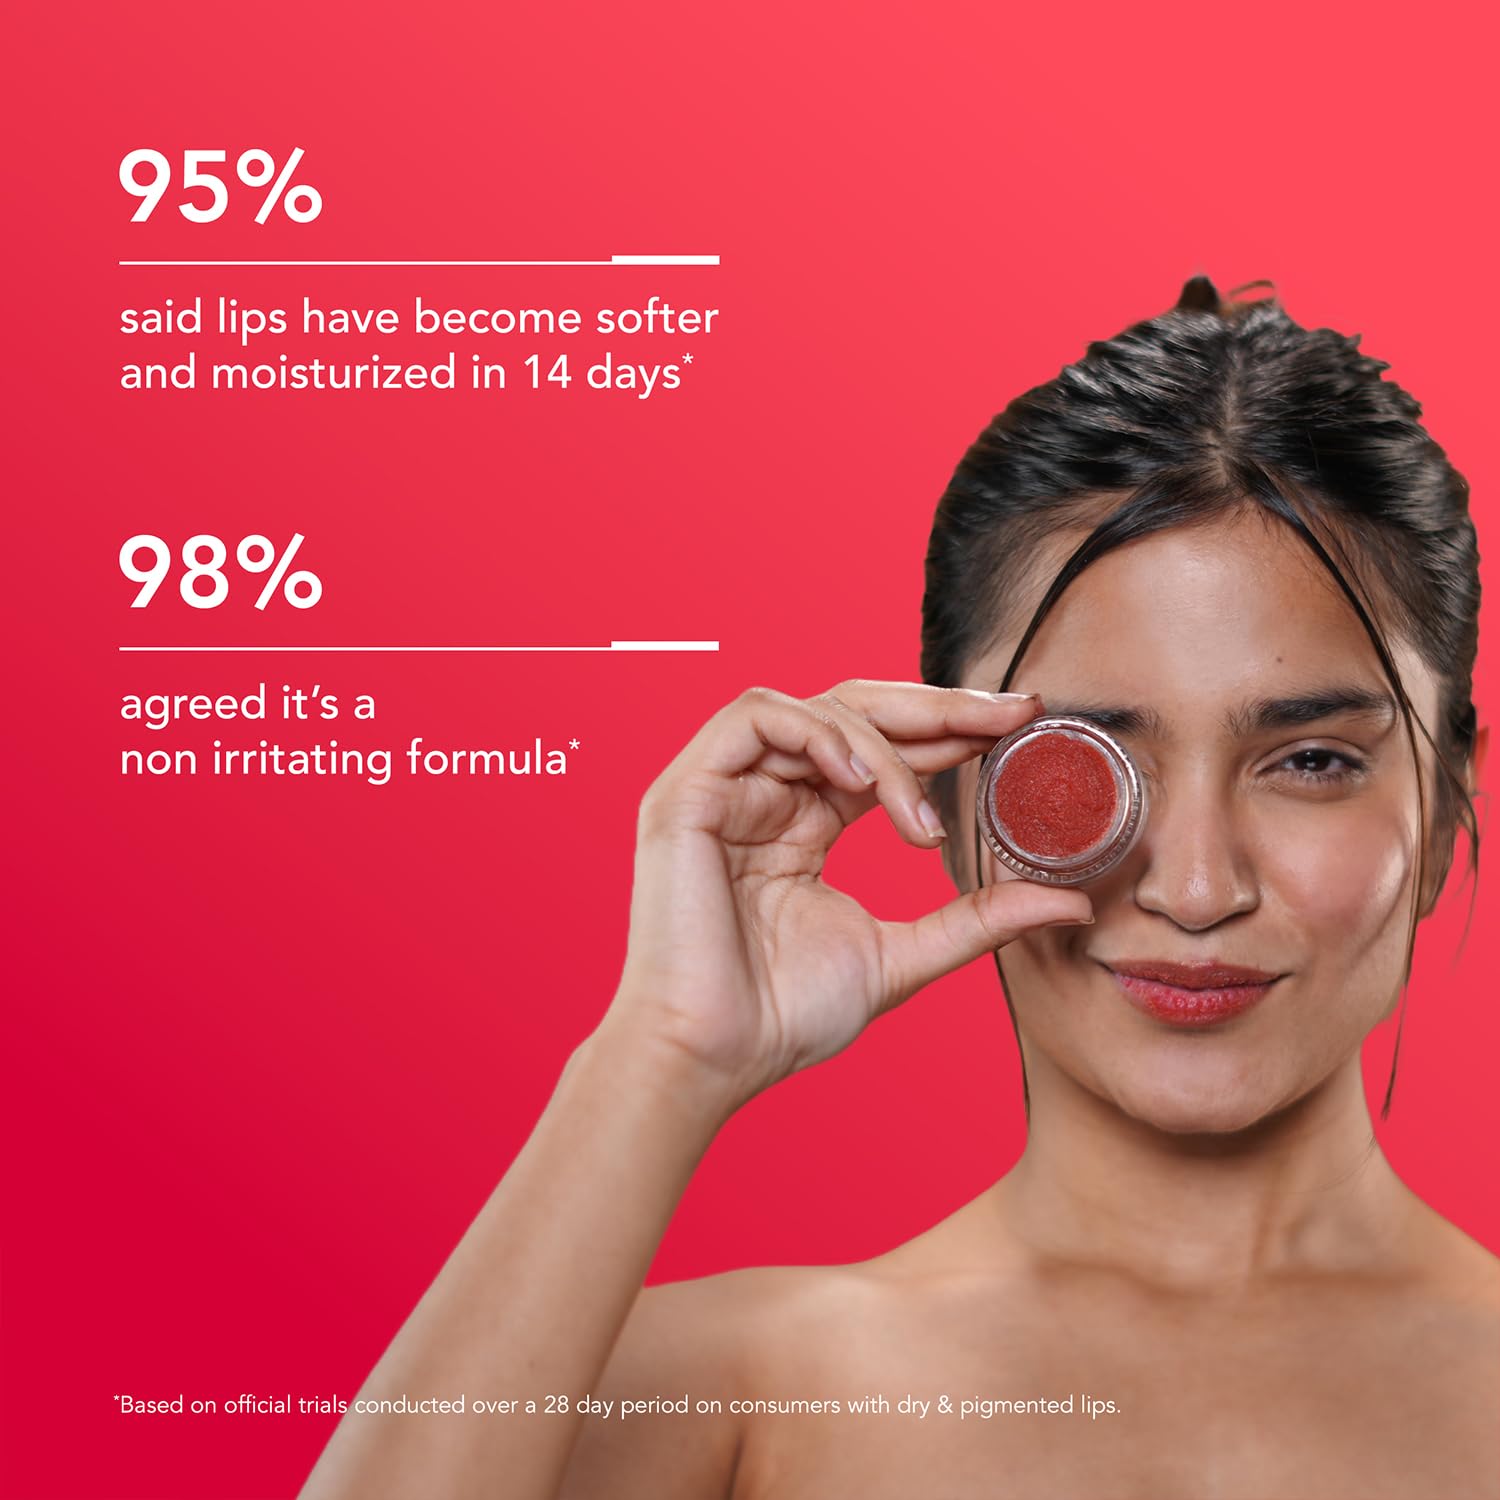 95%
said lips have become softer
and moisturized in 14 days*
98%
agreed it’s a
non irritating formula*
*Based on official trials conducted over a 28 day period on consumers with dry & pigmented lips.